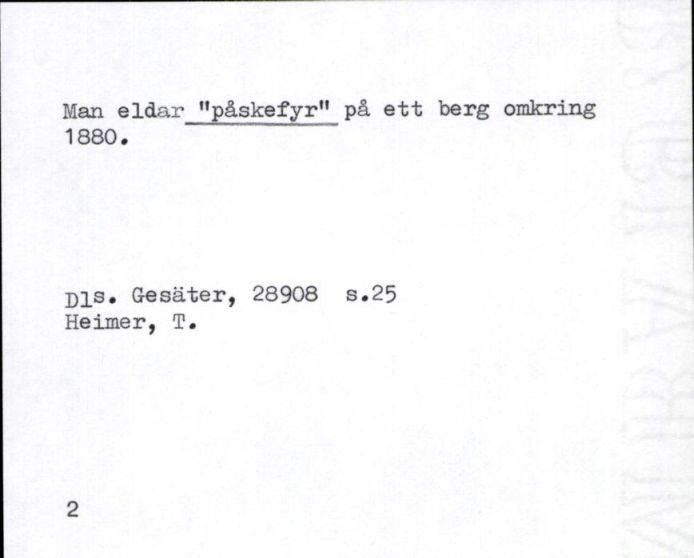 Man eldar "påskefyr" på ett berg omkring
1880.
Dls. Gesäter, 28908 s.25
Heimer, T.
2